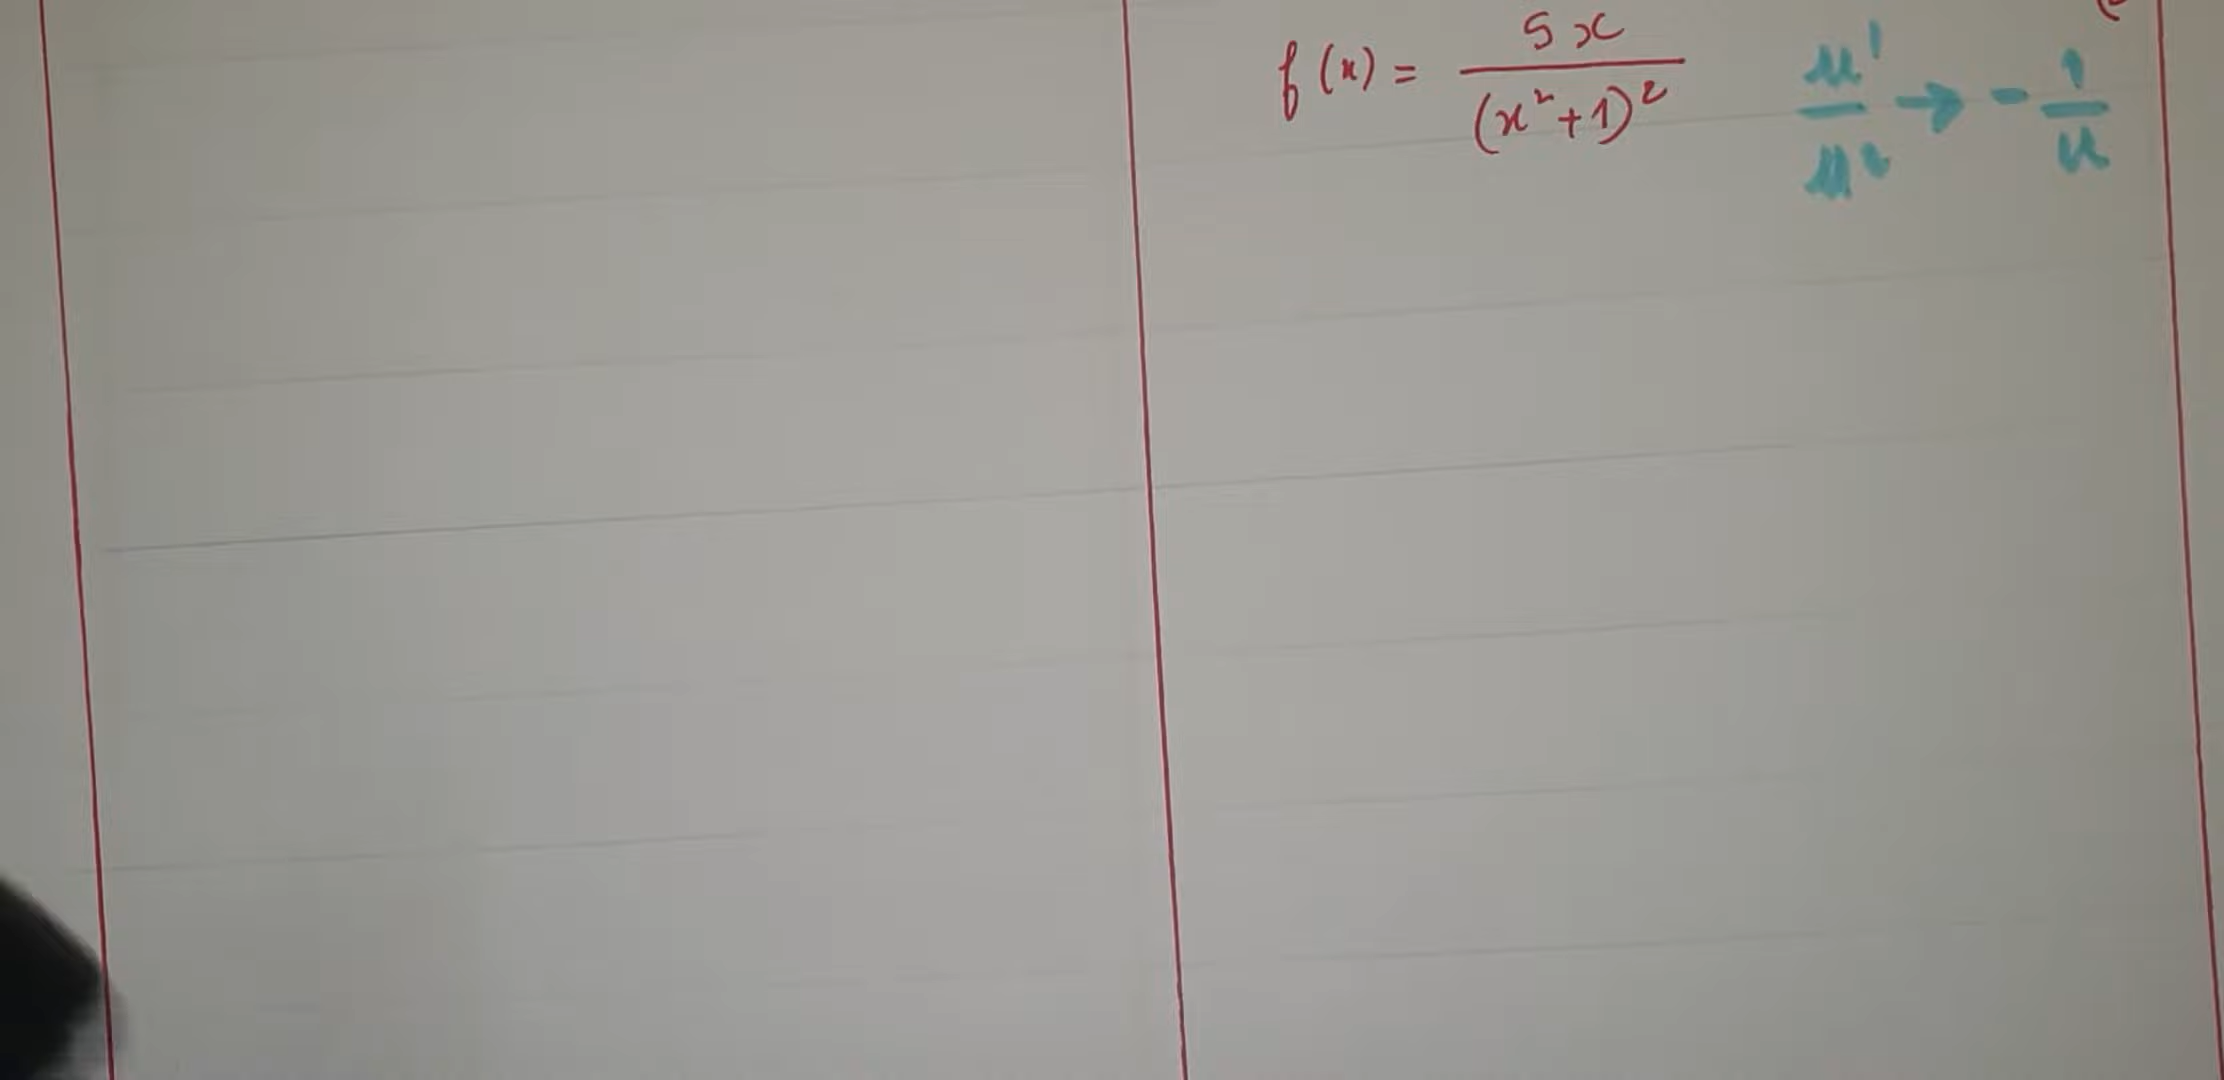 f(x) = 5x / (x² + 1)² u' / u² → - 1 / u